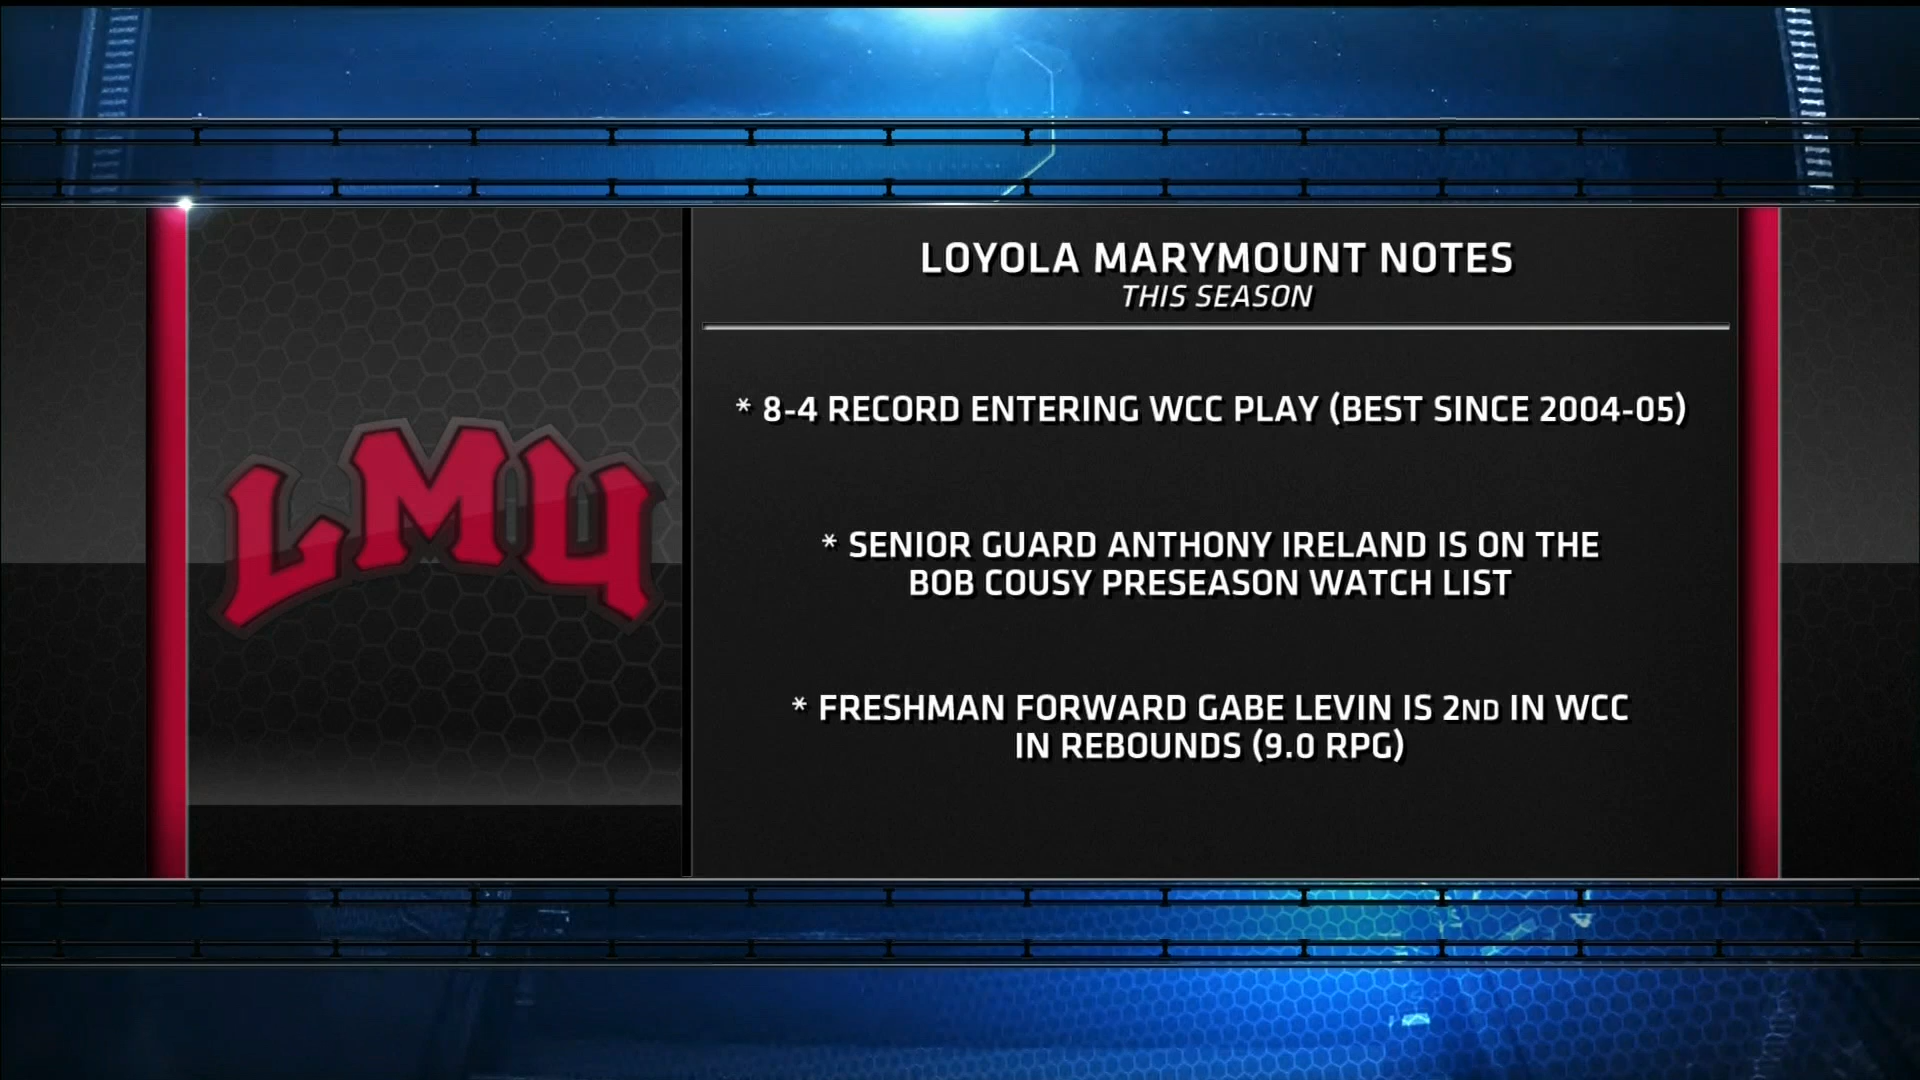 LOYOLA MARYMOUNT NOTES
THIS SEASON
* 8-4 RECORD ENTERING WCC PLAY (BEST SINCE 2004-05)
LMU
* SENIOR GUARD ANTHONY IRELAND IS ON THE
BOB COUSY PRESEASON WATCH LIST
* FRESHMAN FORWARD GABE LEVIN IS 2ND IN WCC
IN REBOUNDS (9.0 RPG)